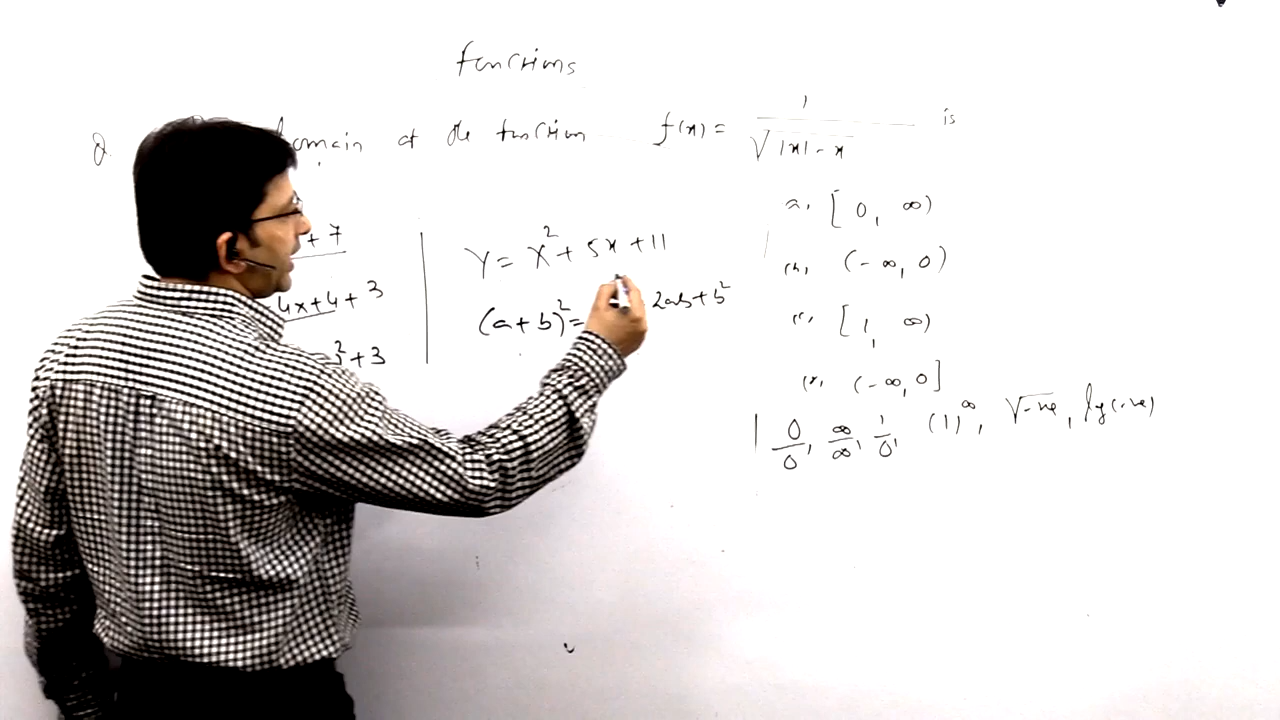 functions
Q. domain of the function f(x) = 1/√(|x| - x) is
a, [0, ∞)
(b, (-∞, 0)
(c, [1, ∞)
(d, (-∞, 0]
+ 7
4x+4+3
²+3
Y = x² + 5x + 11
(a+b)² = 2ab + b²
0/0, ∞/∞, 1/0, (1)^∞, √-ve, log(-ve)